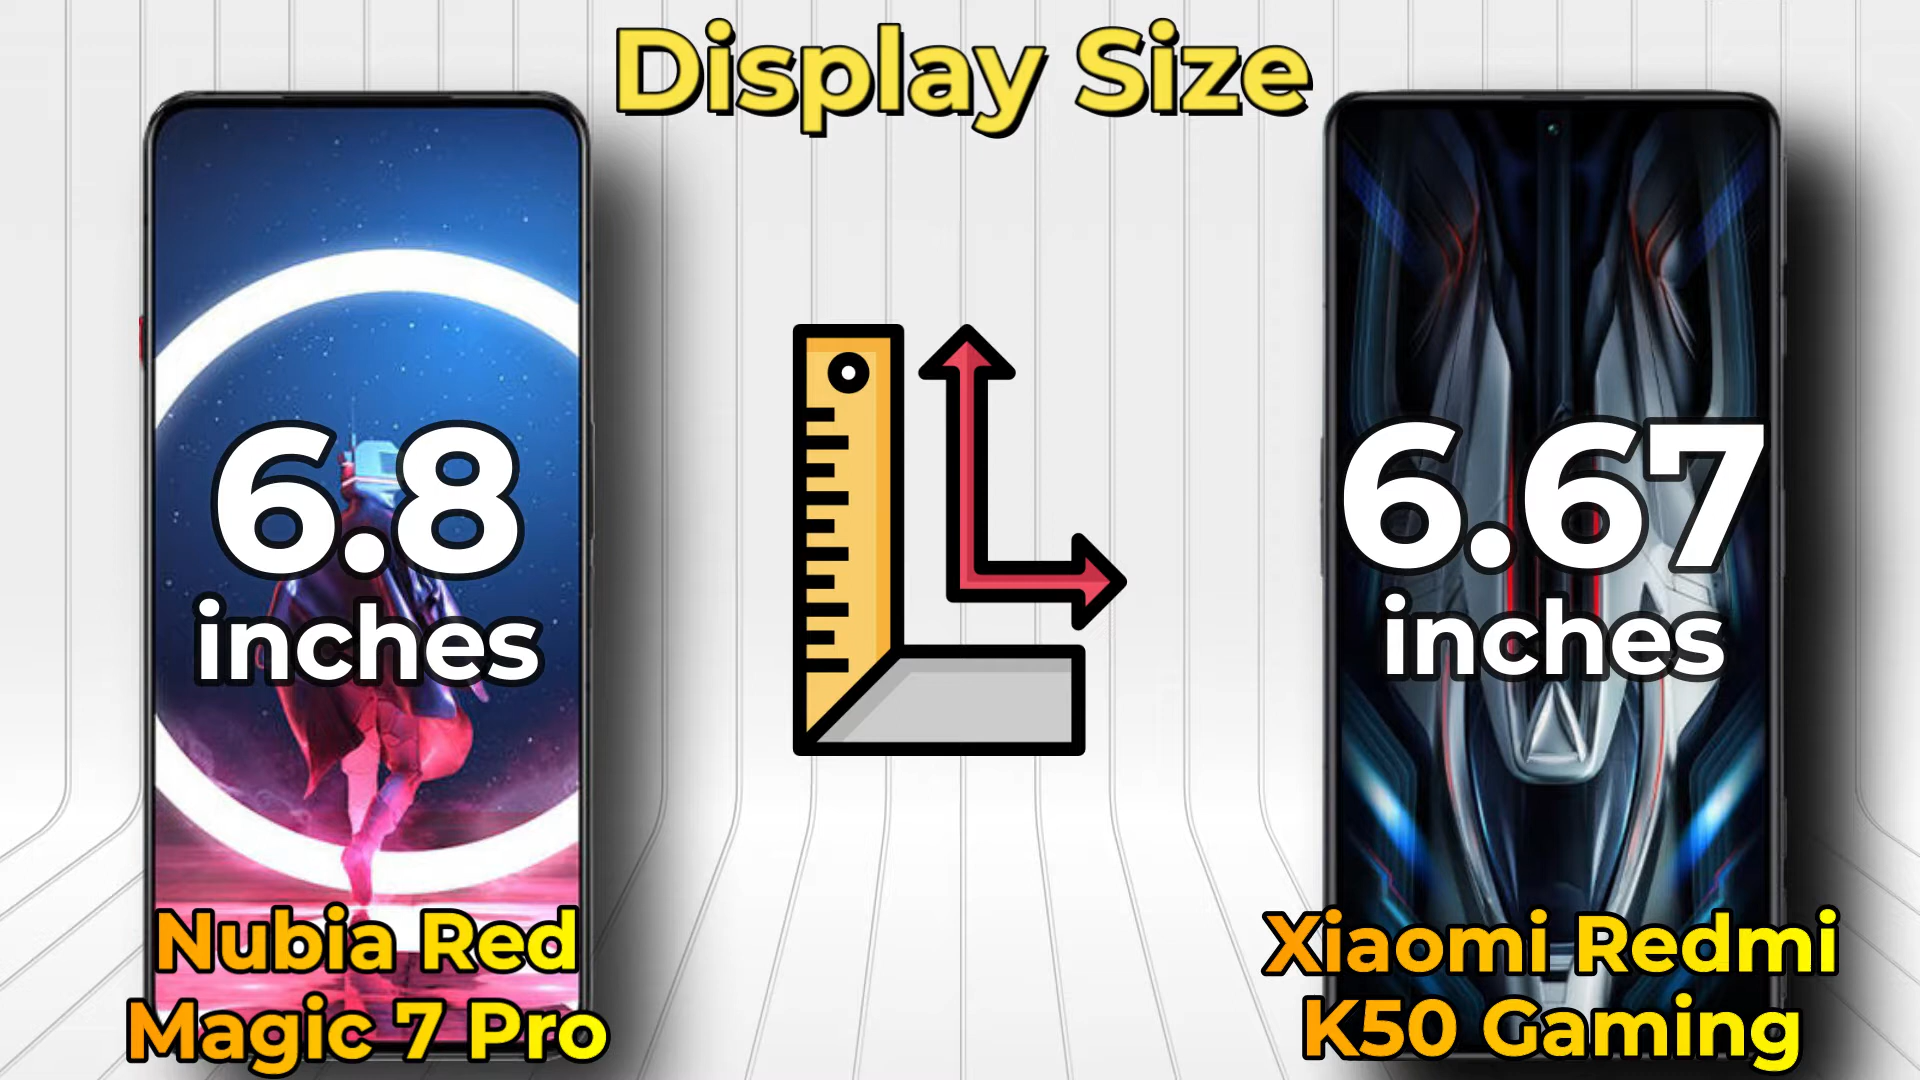 Display Size
6.8
inches
6.67
inches
Nubia Red
Magic 7 Pro
Xiaomi Redmi
K50 Gaming